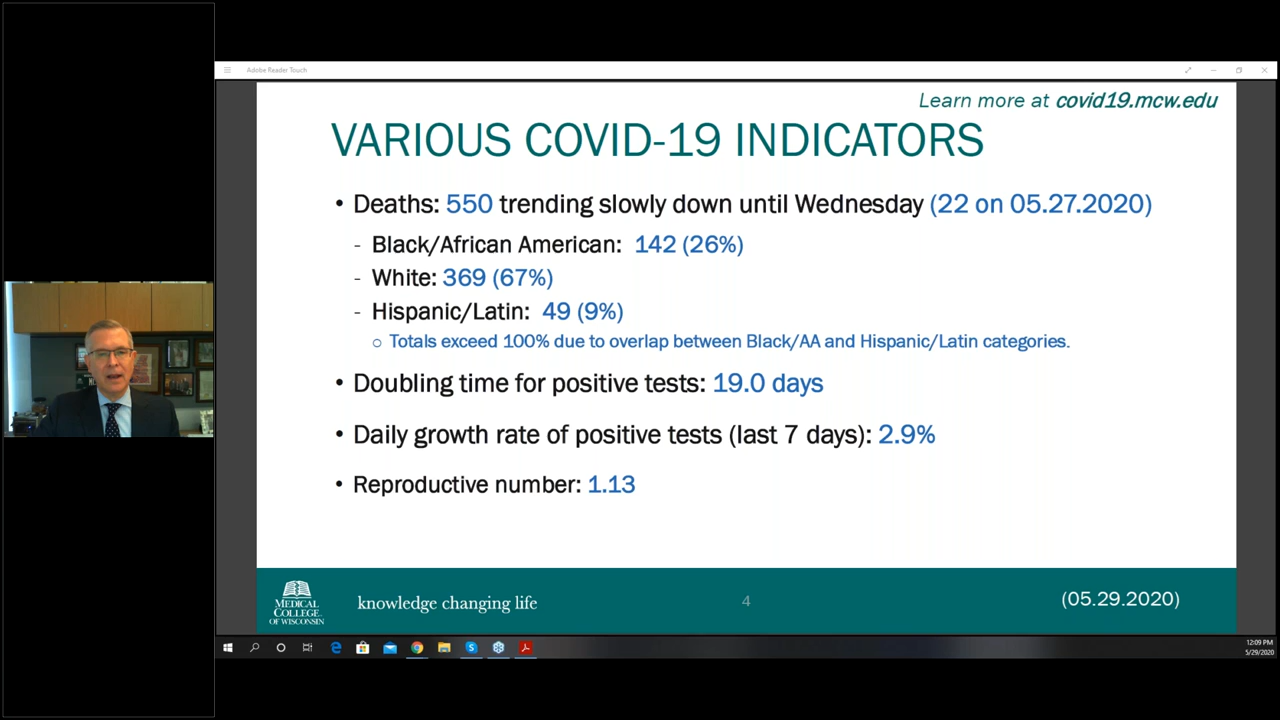 Adobe Reader Touch
Learn more at covid19.mcw.edu
VARIOUS COVID-19 INDICATORS
• Deaths: 550 trending slowly down until Wednesday (22 on 05.27.2020)
- Black/African American: 142 (26%)
- White: 369 (67%)
- Hispanic/Latin: 49 (9%)
○ Totals exceed 100% due to overlap between Black/AA and Hispanic/Latin categories.
• Doubling time for positive tests: 19.0 days
• Daily growth rate of positive tests (last 7 days): 2.9%
• Reproductive number: 1.13
MEDICAL
COLLEGE
OF WISCONSIN
knowledge changing life
4
(05.29.2020)
12:09 PM
5/29/2020